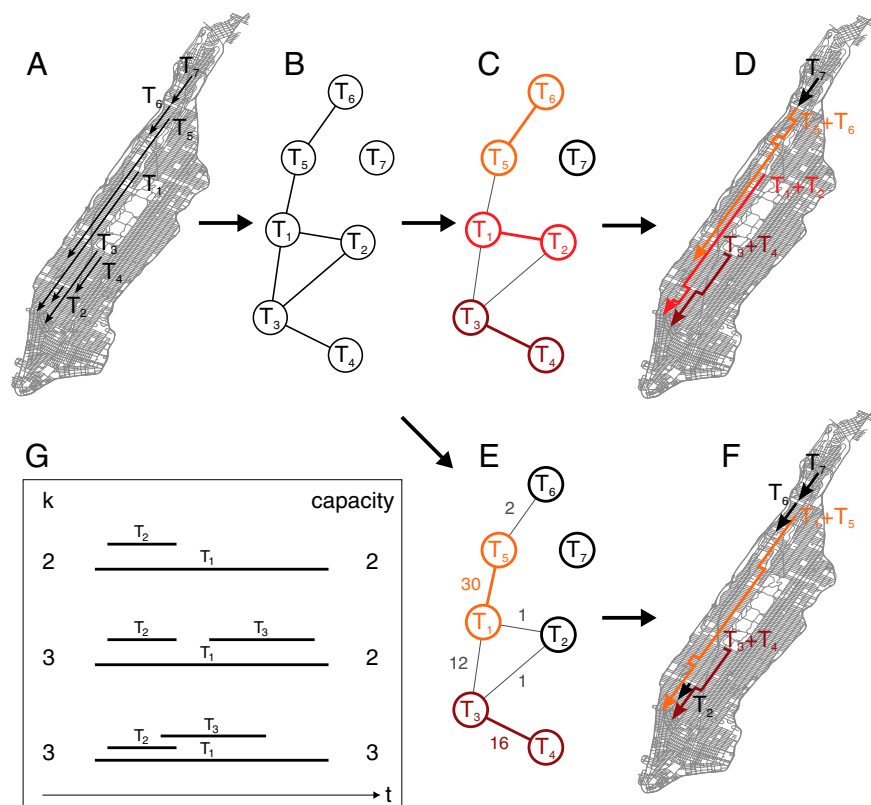 A
T₇
T₆
T₅
T₁
T₃
T₄
T₂
B
T₆
T₅
T₇
T₁
T₂
T₃
T₄
C
T₆
T₅
T₇
T₁
T₂
T₃
T₄
D
T₇
T₅+T₆
T₁+T₂
T₃+T₄
G
k capacity
2 T₂ T₁ 2
3 T₂ T₃ T₁ 2
3 T₃ T₂ T₁ 3
t
E
T₆
2
T₅
T₇
30
T₁
1
T₂
12
1
T₃
16
T₄
F
T₇
T₆
T₁+T₅
T₃+T₄
T₂